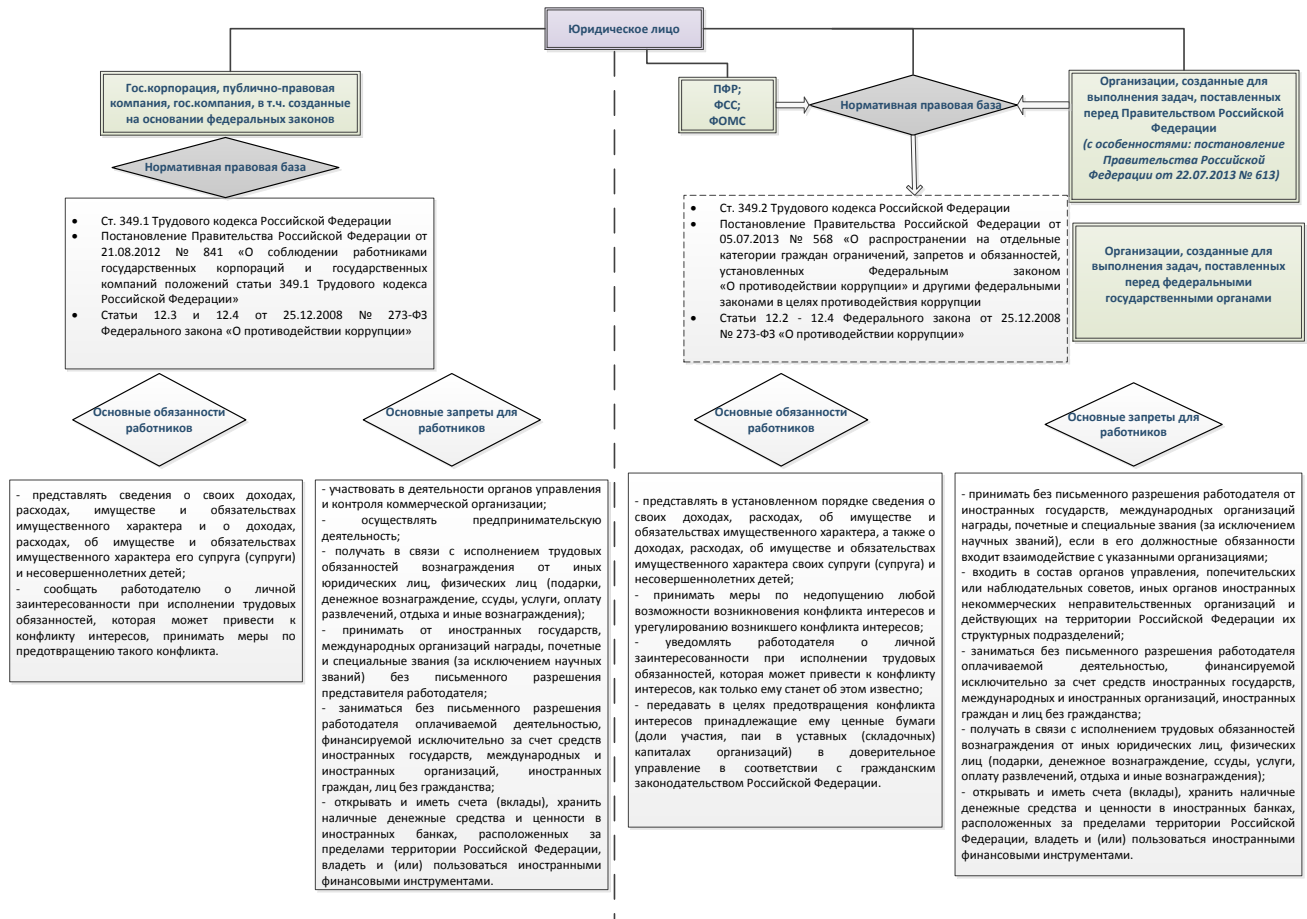 Юридическое лицо
Гос.корпорация, публично-правовая
компания, гос.компания, в т.ч. созданные
на основании федеральных законов
Нормативная правовая база
• Ст. 349.1 Трудового кодекса Российской Федерации
• Постановление Правительства Российской Федерации от
21.08.2012 № 841 «О соблюдении работниками
государственных корпораций и государственных
компаний положений статьи 349.1 Трудового кодекса
Российской Федерации»
• Статьи 12.3 и 12.4 от 25.12.2008 № 273-ФЗ
Федерального закона «О противодействии коррупции»
Основные обязанности
работников
- представлять сведения о своих доходах,
расходах, имуществе и обязательствах
имущественного характера и о доходах,
расходах, об имуществе и обязательствах
имущественного характера его супруга (супруги)
и несовершеннолетних детей;
- сообщать работодателю о личной
заинтересованности при исполнении трудовых
обязанностей, которая может привести к
конфликту интересов, принимать меры по
предотвращению такого конфликта.
Основные запреты для
работников
- участвовать в деятельности органов управления
и контроля коммерческой организации;
- осуществлять предпринимательскую
деятельность;
- получать в связи с исполнением трудовых
обязанностей вознаграждения от иных
юридических лиц, физических лиц (подарки,
денежное вознаграждение, ссуды, услуги, оплату
развлечений, отдыха и иные вознаграждения);
- принимать от иностранных государств,
международных организаций награды, почетные
и специальные звания (за исключением научных
званий) без письменного разрешения
представителя работодателя;
- заниматься без письменного разрешения
работодателя оплачиваемой деятельностью,
финансируемой исключительно за счет средств
иностранных государств, международных и
иностранных организаций, иностранных
граждан, лиц без гражданства;
- открывать и иметь счета (вклады), хранить
наличные денежные средства и ценности в
иностранных банках, расположенных за
пределами территории Российской Федерации,
владеть и (или) пользоваться иностранными
финансовыми инструментами.
ПФР;
ФСС;
ФОМС
Нормативная правовая база
Организации, созданные для
выполнения задач, поставленных
перед Правительством Российской
Федерации
(с особенностями: постановление
Правительства Российской
Федерации от 22.07.2013 № 613)
• Ст. 349.2 Трудового кодекса Российской Федерации
• Постановление Правительства Российской Федерации от
05.07.2013 № 568 «О распространении на отдельные
категории граждан ограничений, запретов и обязанностей,
установленных Федеральным законом
«О противодействии коррупции» и другими федеральными
законами в целях противодействия коррупции
• Статьи 12.2 - 12.4 Федерального закона от 25.12.2008
№ 273-ФЗ «О противодействии коррупции»
Организации, созданные для
выполнения задач, поставленных
перед федеральными
государственными органами
Основные обязанности
работников
- представлять в установленном порядке сведения о
своих доходах, расходах, об имуществе и
обязательствах имущественного характера, а также о
доходах, расходах, об имуществе и обязательствах
имущественного характера своих супруги (супруга) и
несовершеннолетних детей;
- принимать меры по недопущению любой
возможности возникновения конфликта интересов и
урегулированию возникшего конфликта интересов;
- уведомлять работодателя о личной
заинтересованности при исполнении трудовых
обязанностей, которая может привести к конфликту
интересов, как только ему станет об этом известно;
- передавать в целях предотвращения конфликта
интересов принадлежащие ему ценные бумаги
(доли участия, паи в уставных (складочных)
капиталах организаций) в доверительное
управление в соответствии с гражданским
законодательством Российской Федерации.
Основные запреты для
работников
- принимать без письменного разрешения работодателя от
иностранных государств, международных организаций
награды, почетные и специальные звания (за исключением
научных званий), если в его должностные обязанности
входит взаимодействие с указанными организациями;
- входить в состав органов управления, попечительских
или наблюдательных советов, иных органов иностранных
некоммерческих неправительственных организаций и
действующих на территории Российской Федерации их
структурных подразделений;
- заниматься без письменного разрешения работодателя
оплачиваемой деятельностью, финансируемой
исключительно за счет средств иностранных государств,
международных и иностранных организаций, иностранных
граждан и лиц без гражданства;
- получать в связи с исполнением трудовых обязанностей
вознаграждения от иных юридических лиц, физических
лиц (подарки, денежное вознаграждение, ссуды, услуги,
оплату развлечений, отдыха и иные вознаграждения);
- открывать и иметь счета (вклады), хранить наличные
денежные средства и ценности в иностранных банках,
расположенных за пределами территории Российской
Федерации, владеть и (или) пользоваться иностранными
финансовыми инструментами.